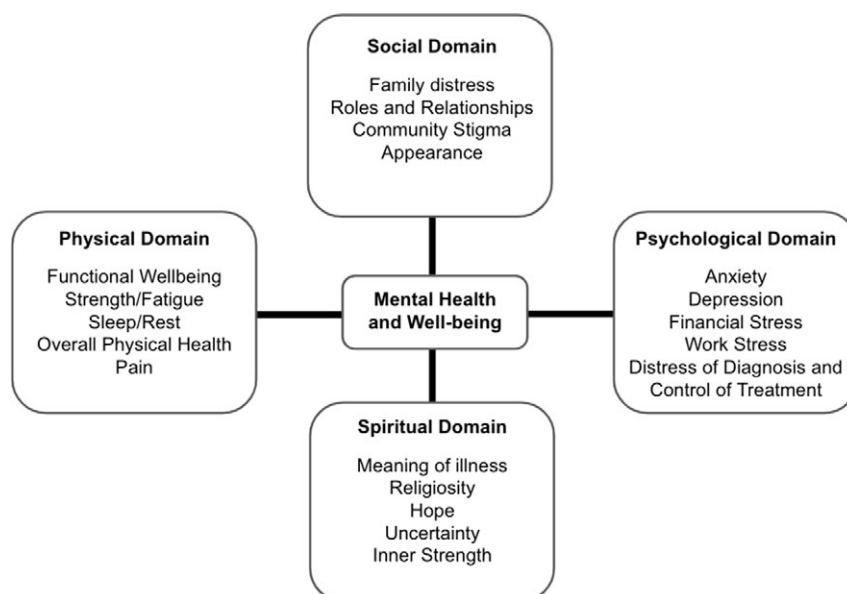 Social Domain
Family distress
Roles and Relationships
Community Stigma
Appearance
Physical Domain
Functional Wellbeing
Strength/Fatigue
Sleep/Rest
Overall Physical Health
Pain
Mental Health
and Well-being
Psychological Domain
Anxiety
Depression
Financial Stress
Work Stress
Distress of Diagnosis and
Control of Treatment
Spiritual Domain
Meaning of illness
Religiosity
Hope
Uncertainty
Inner Strength